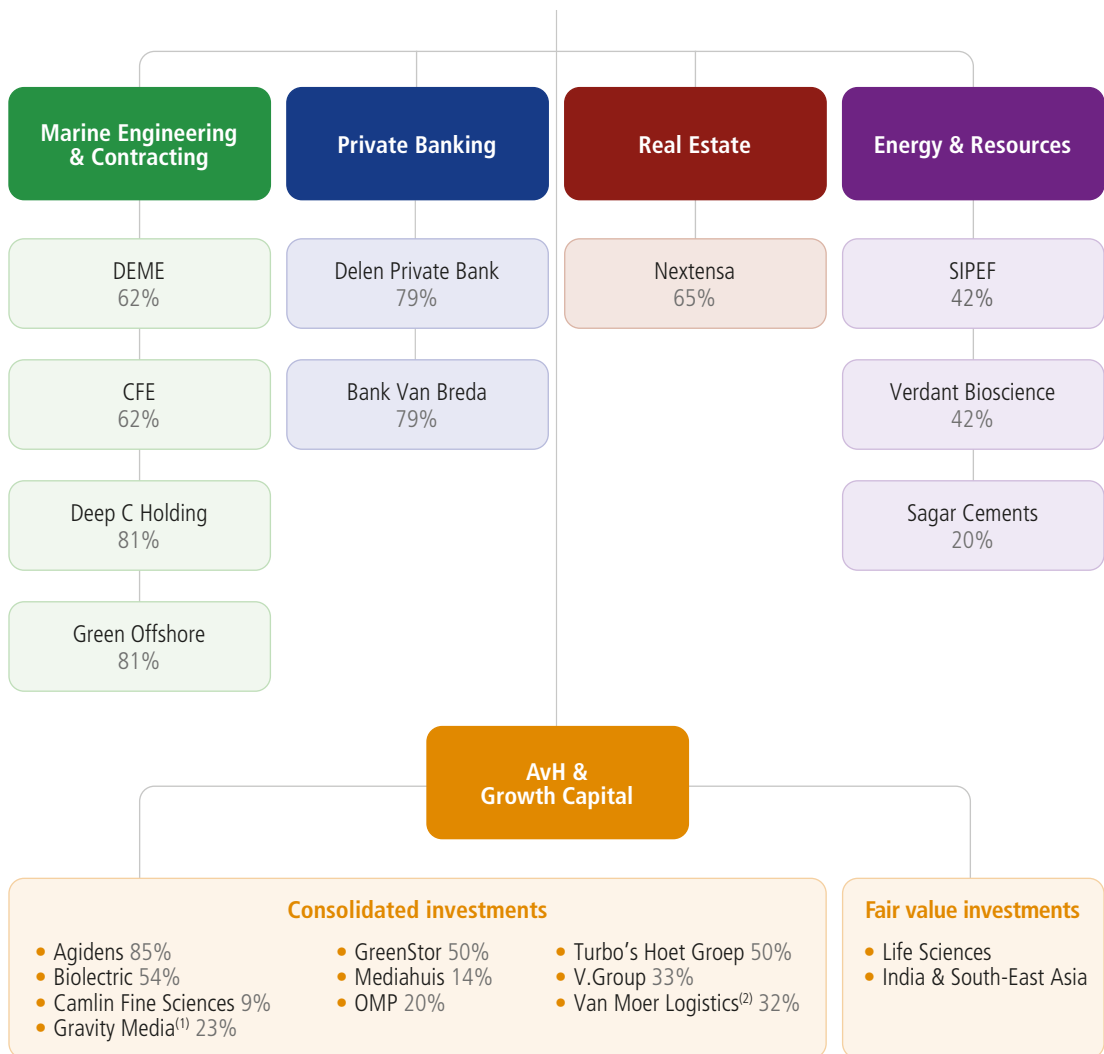 Marine Engineering
& Contracting
Private Banking
Real Estate
Energy & Resources
DEME
62%
Delen Private Bank
79%
Nextensa
65%
SIPEF
42%
CFE
62%
Bank Van Breda
79%
Verdant Bioscience
42%
Deep C Holding
81%
Sagar Cements
20%
Green Offshore
81%
AvH &
Growth Capital
Consolidated investments
• Agidens 85%
• Biolectric 54%
• Camlin Fine Sciences 9%
• Gravity Media(1) 23%
• GreenStor 50%
• Mediahuis 14%
• OMP 20%
• Turbo’s Hoet Groep 50%
• V.Group 33%
• Van Moer Logistics(2) 32%
Fair value investments
• Life Sciences
• India & South-East Asia